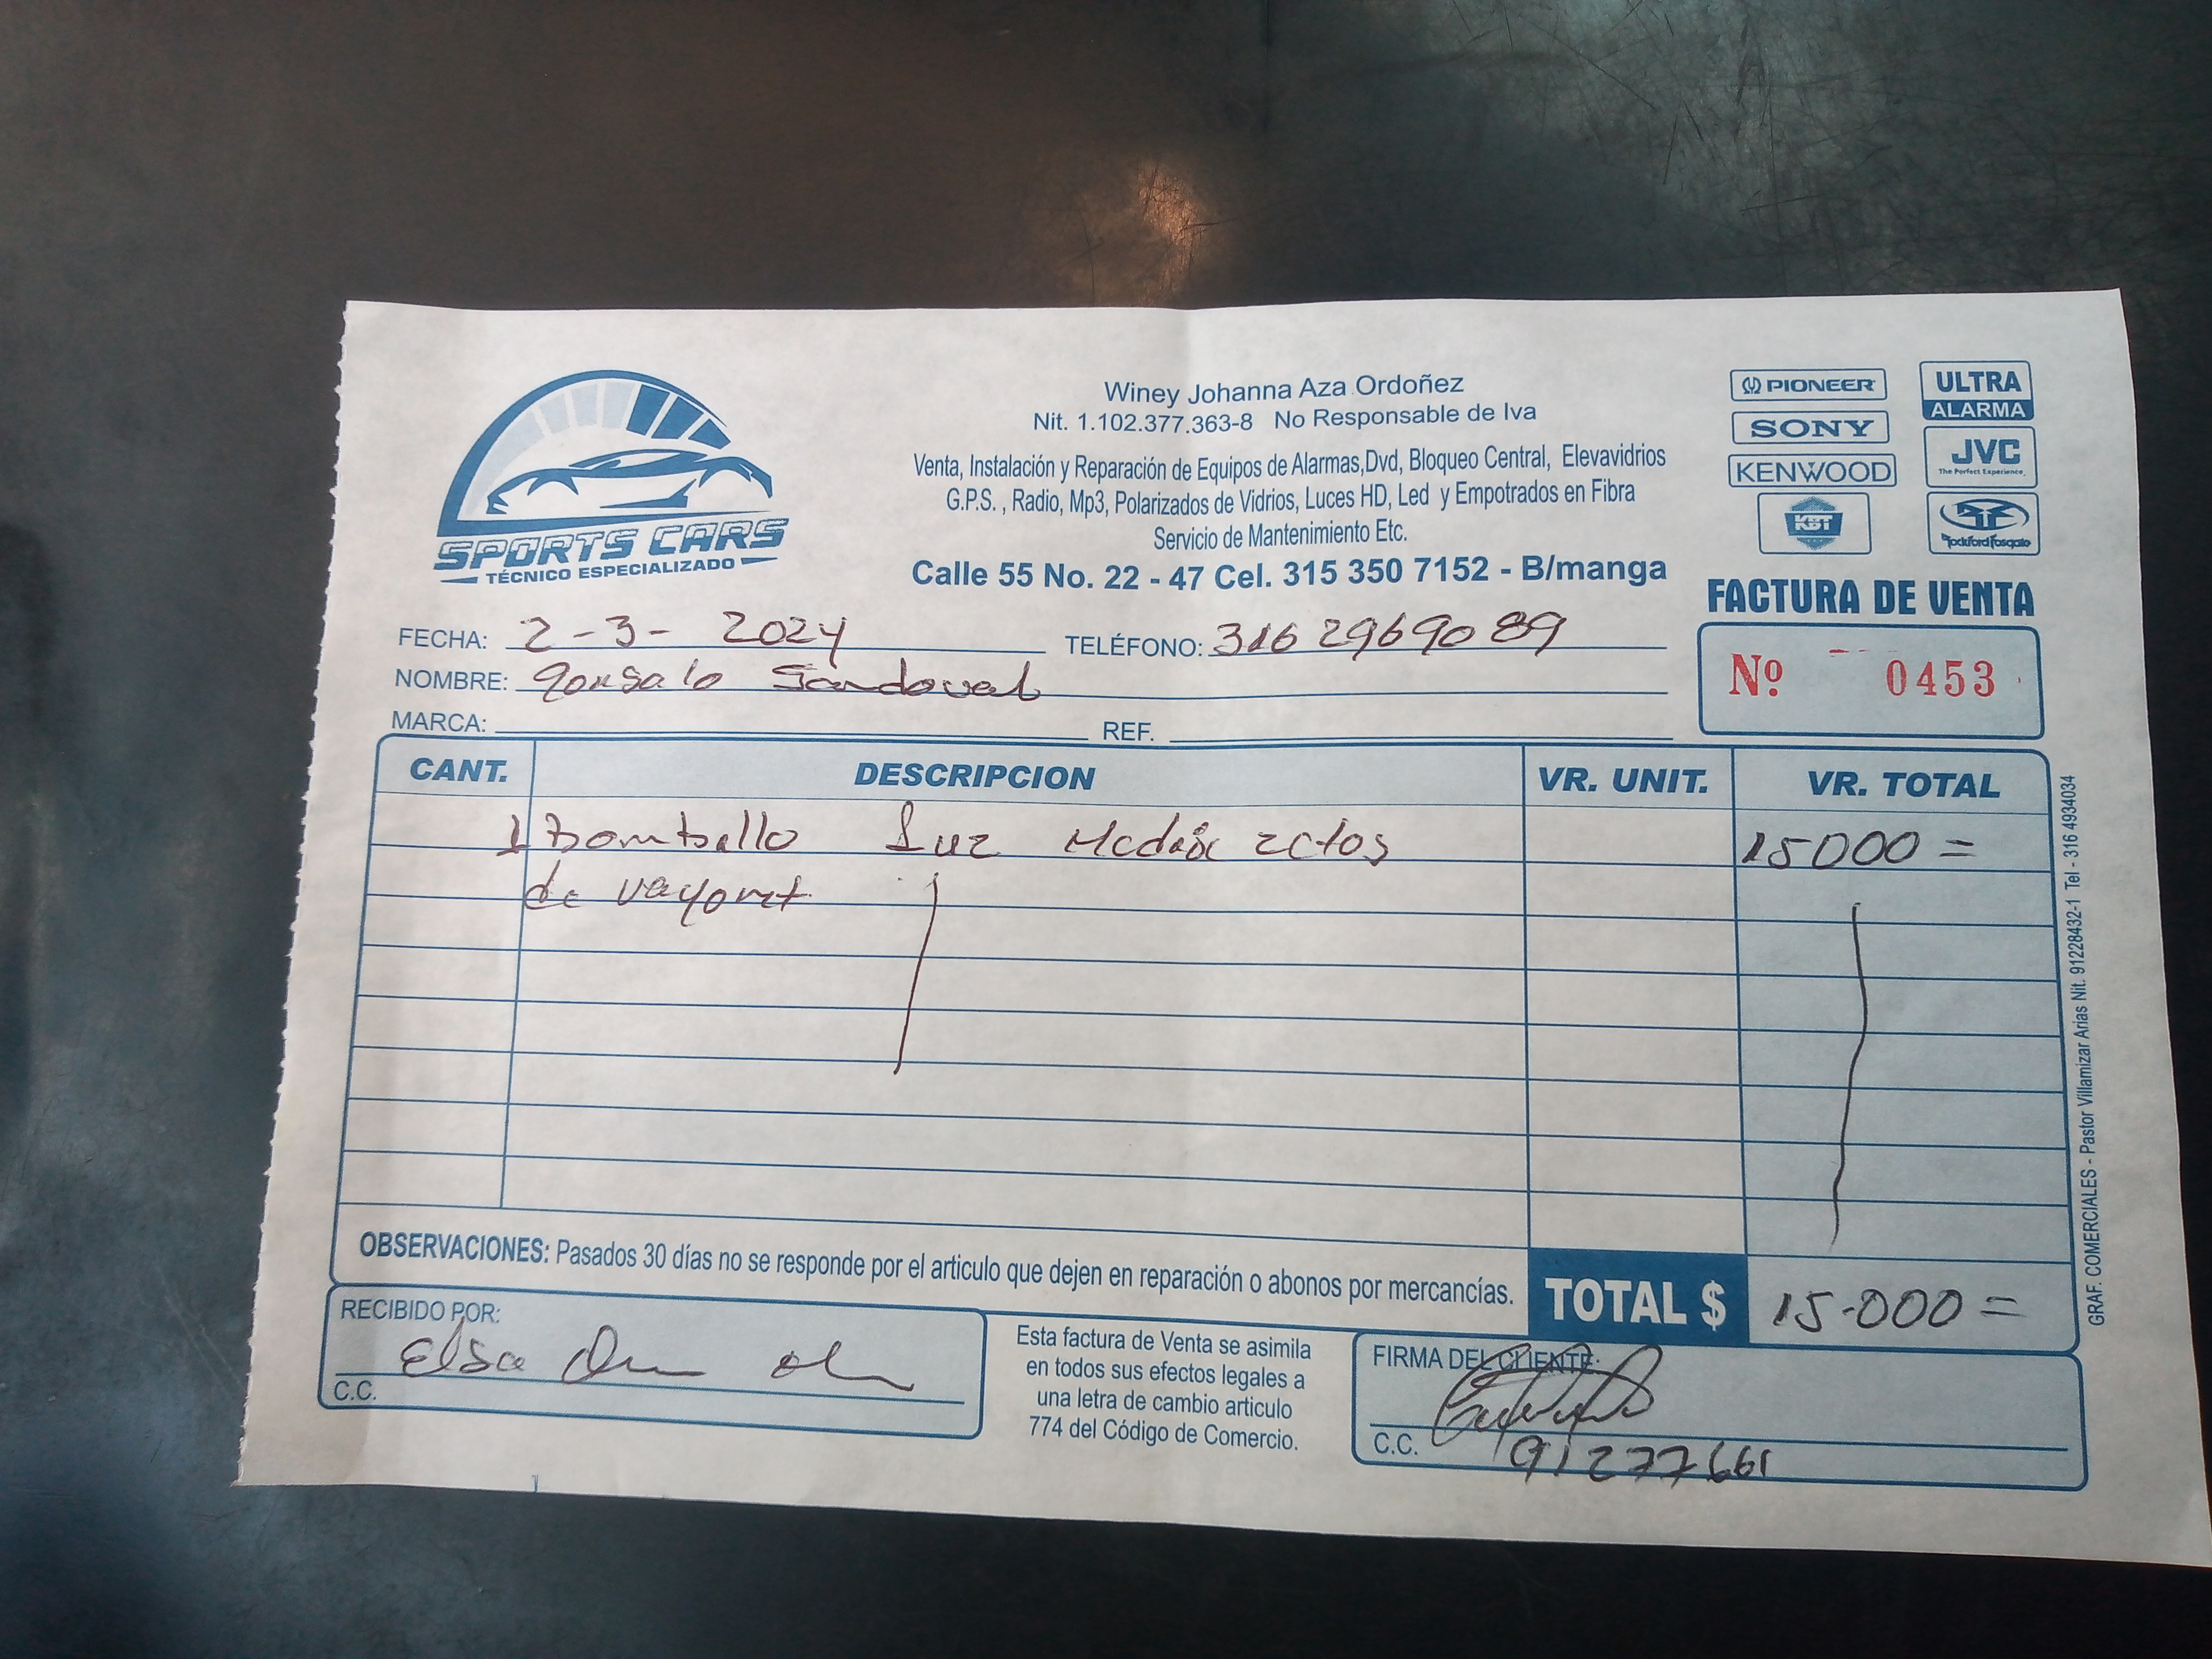 SPORTS CARS
TÉCNICO ESPECIALIZADO
Winey Johanna Aza Ordoñez
Nit. 1.102.377.363-8 No Responsable de Iva
Venta, Instalación y Reparación de Equipos de Alarmas,Dvd, Bloqueo Central, Elevavidrios
G.P.S. , Radio, Mp3, Polarizados de Vidrios, Luces HD, Led y Empotrados en Fibra
Servicio de Mantenimiento Etc.
Calle 55 No. 22 - 47 Cel. 315 350 7152 - B/manga
PIONEER
SONY
KENWOOD
KBT
ULTRA
ALARMA
JVC
The Perfect Experience
Rockford Fosgate
FACTURA DE VENTA
Nº 0453
FECHA: 2-3-2024 TELÉFONO: 316 2969089
NOMBRE: Gonsalo Sandoval
MARCA: REF.
CANT. DESCRIPCION VR. UNIT. VR. TOTAL
1 Bombillo Luz 15000 =
de
OBSERVACIONES: Pasados 30 días no se responde por el articulo que dejen en reparación o abonos por mercancías.
TOTAL $ 15.000 =
RECIBIDO POR:
Elsa
C.C.
Esta factura de Venta se asimila
en todos sus efectos legales a
una letra de cambio articulo
774 del Código de Comercio.
FIRMA DEL CLIENTE:
C.C. 91277661
GRAF. COMERCIALES - Pastor Villamizar Arias Nit. 91228432-1 Tel - 316 4934034